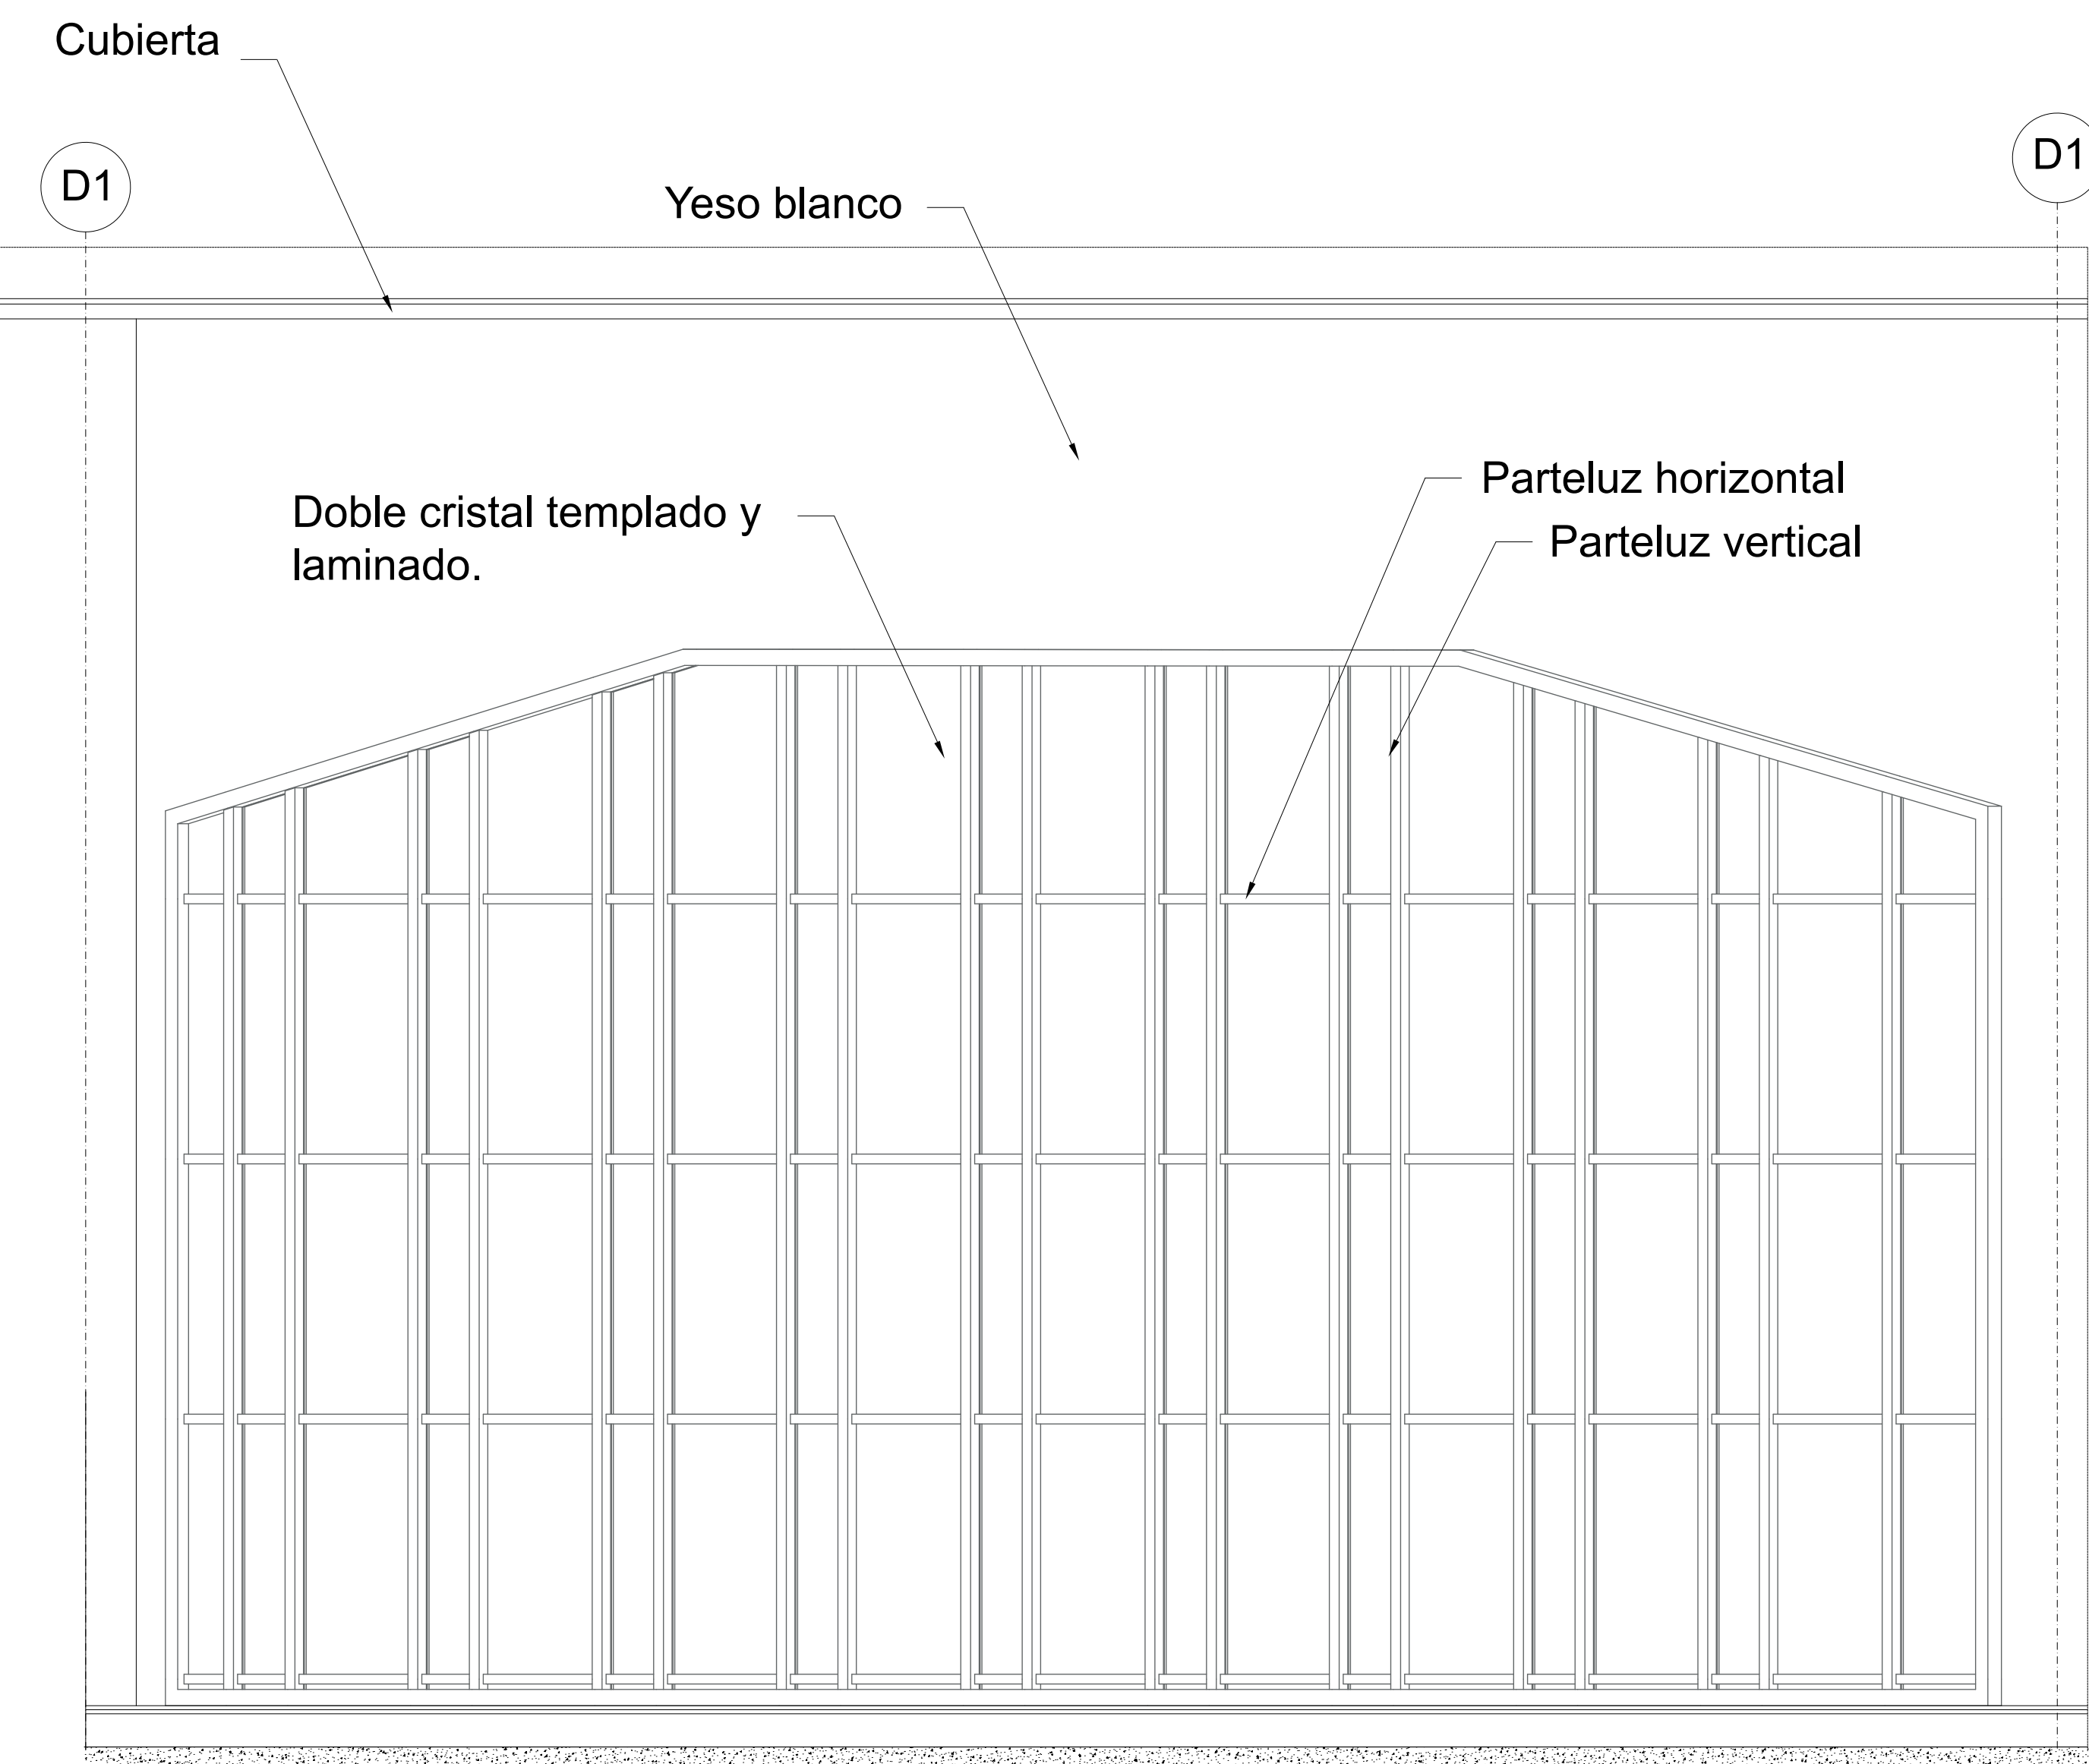 Cubierta
D1
D1
Yeso blanco
Parteluz horizontal
Doble cristal templado y
laminado.
Parteluz vertical